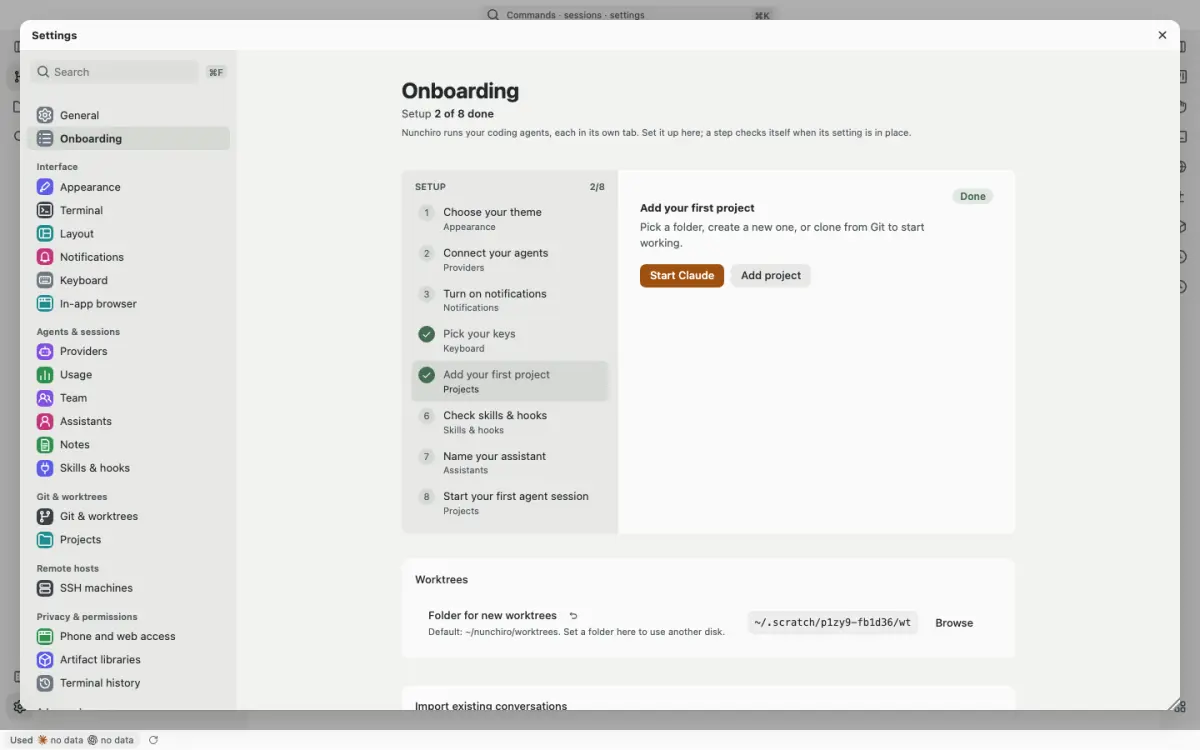 Commands · sessions · settings ⌘K
Settings
Search ⌘F
General
Onboarding
Interface
Appearance
Terminal
Layout
Notifications
Keyboard
In-app browser
Agents & sessions
Providers
Usage
Team
Assistants
Notes
Skills & hooks
Git & worktrees
Git & worktrees
Projects
Remote hosts
SSH machines
Privacy & permissions
Phone and web access
Artifact libraries
Terminal history
Onboarding
Setup 2 of 8 done
Nunchiro runs your coding agents, each in its own tab. Set it up here; a step checks itself when its setting is in place.
SETUP 2/8
1 Choose your theme
Appearance
2 Connect your agents
Providers
3 Turn on notifications
Notifications
Pick your keys
Keyboard
Add your first project
Projects
6 Check skills & hooks
Skills & hooks
7 Name your assistant
Assistants
8 Start your first agent session
Projects
Done
Add your first project
Pick a folder, create a new one, or clone from Git to start
working.
Start Claude Add project
Worktrees
Folder for new worktrees
Default: ~/nunchiro/worktrees. Set a folder here to use another disk.
~/.scratch/p1zy9-fb1d36/wt Browse
Import existing conversations
Used no data no data